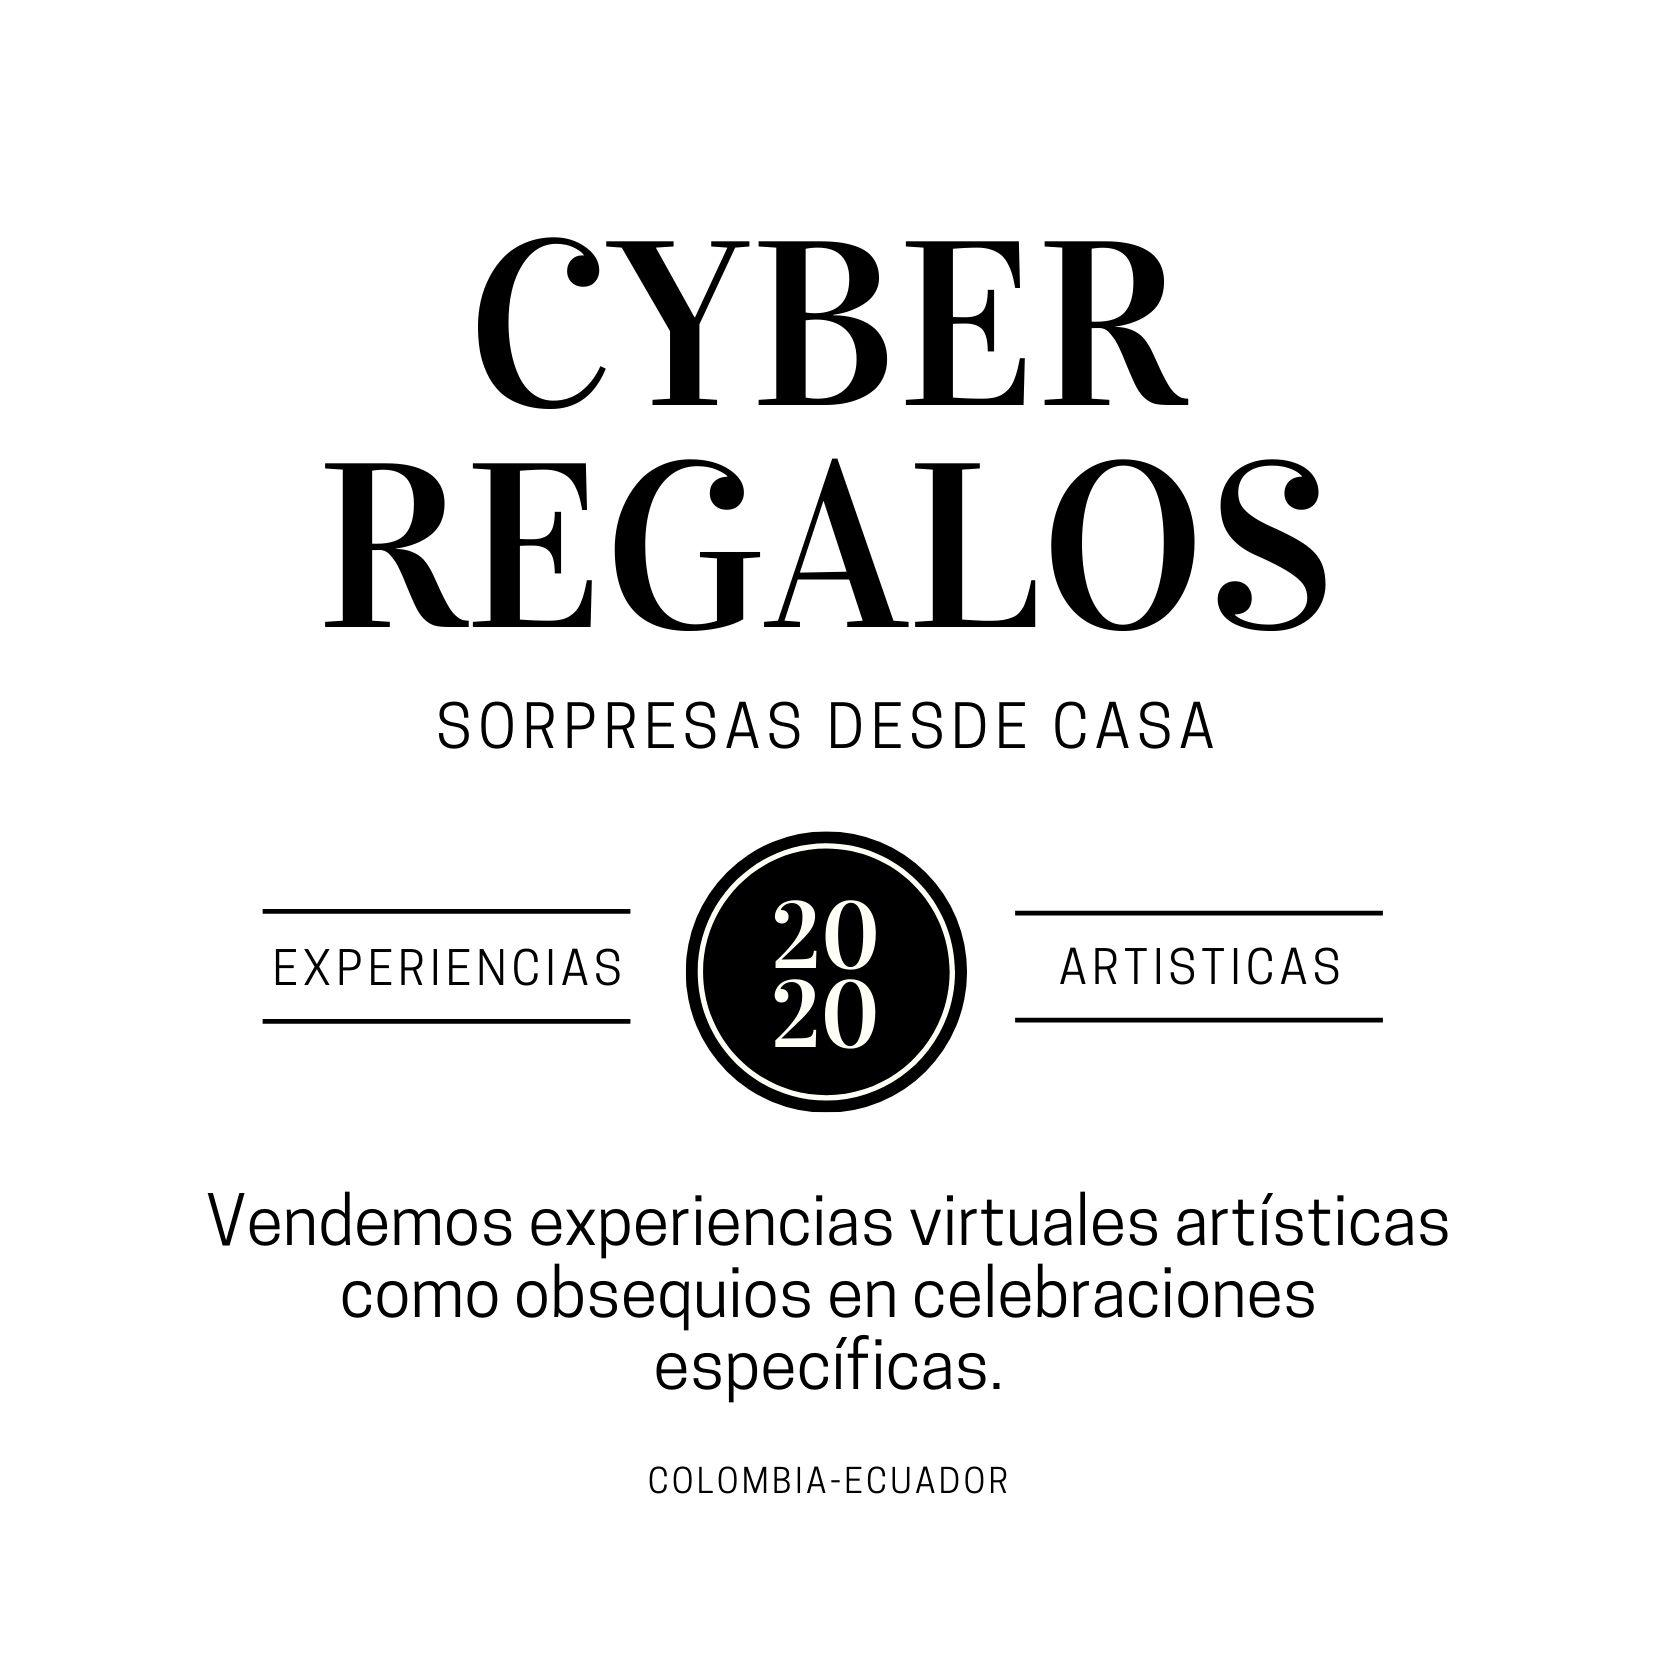 CYBER
REGALOS
SORPRESAS DESDE CASA
EXPERIENCIAS
20
20
ARTISTICAS
Vendemos experiencias virtuales artísticas
como obsequios en celebraciones
específicas.
COLOMBIA-ECUADOR